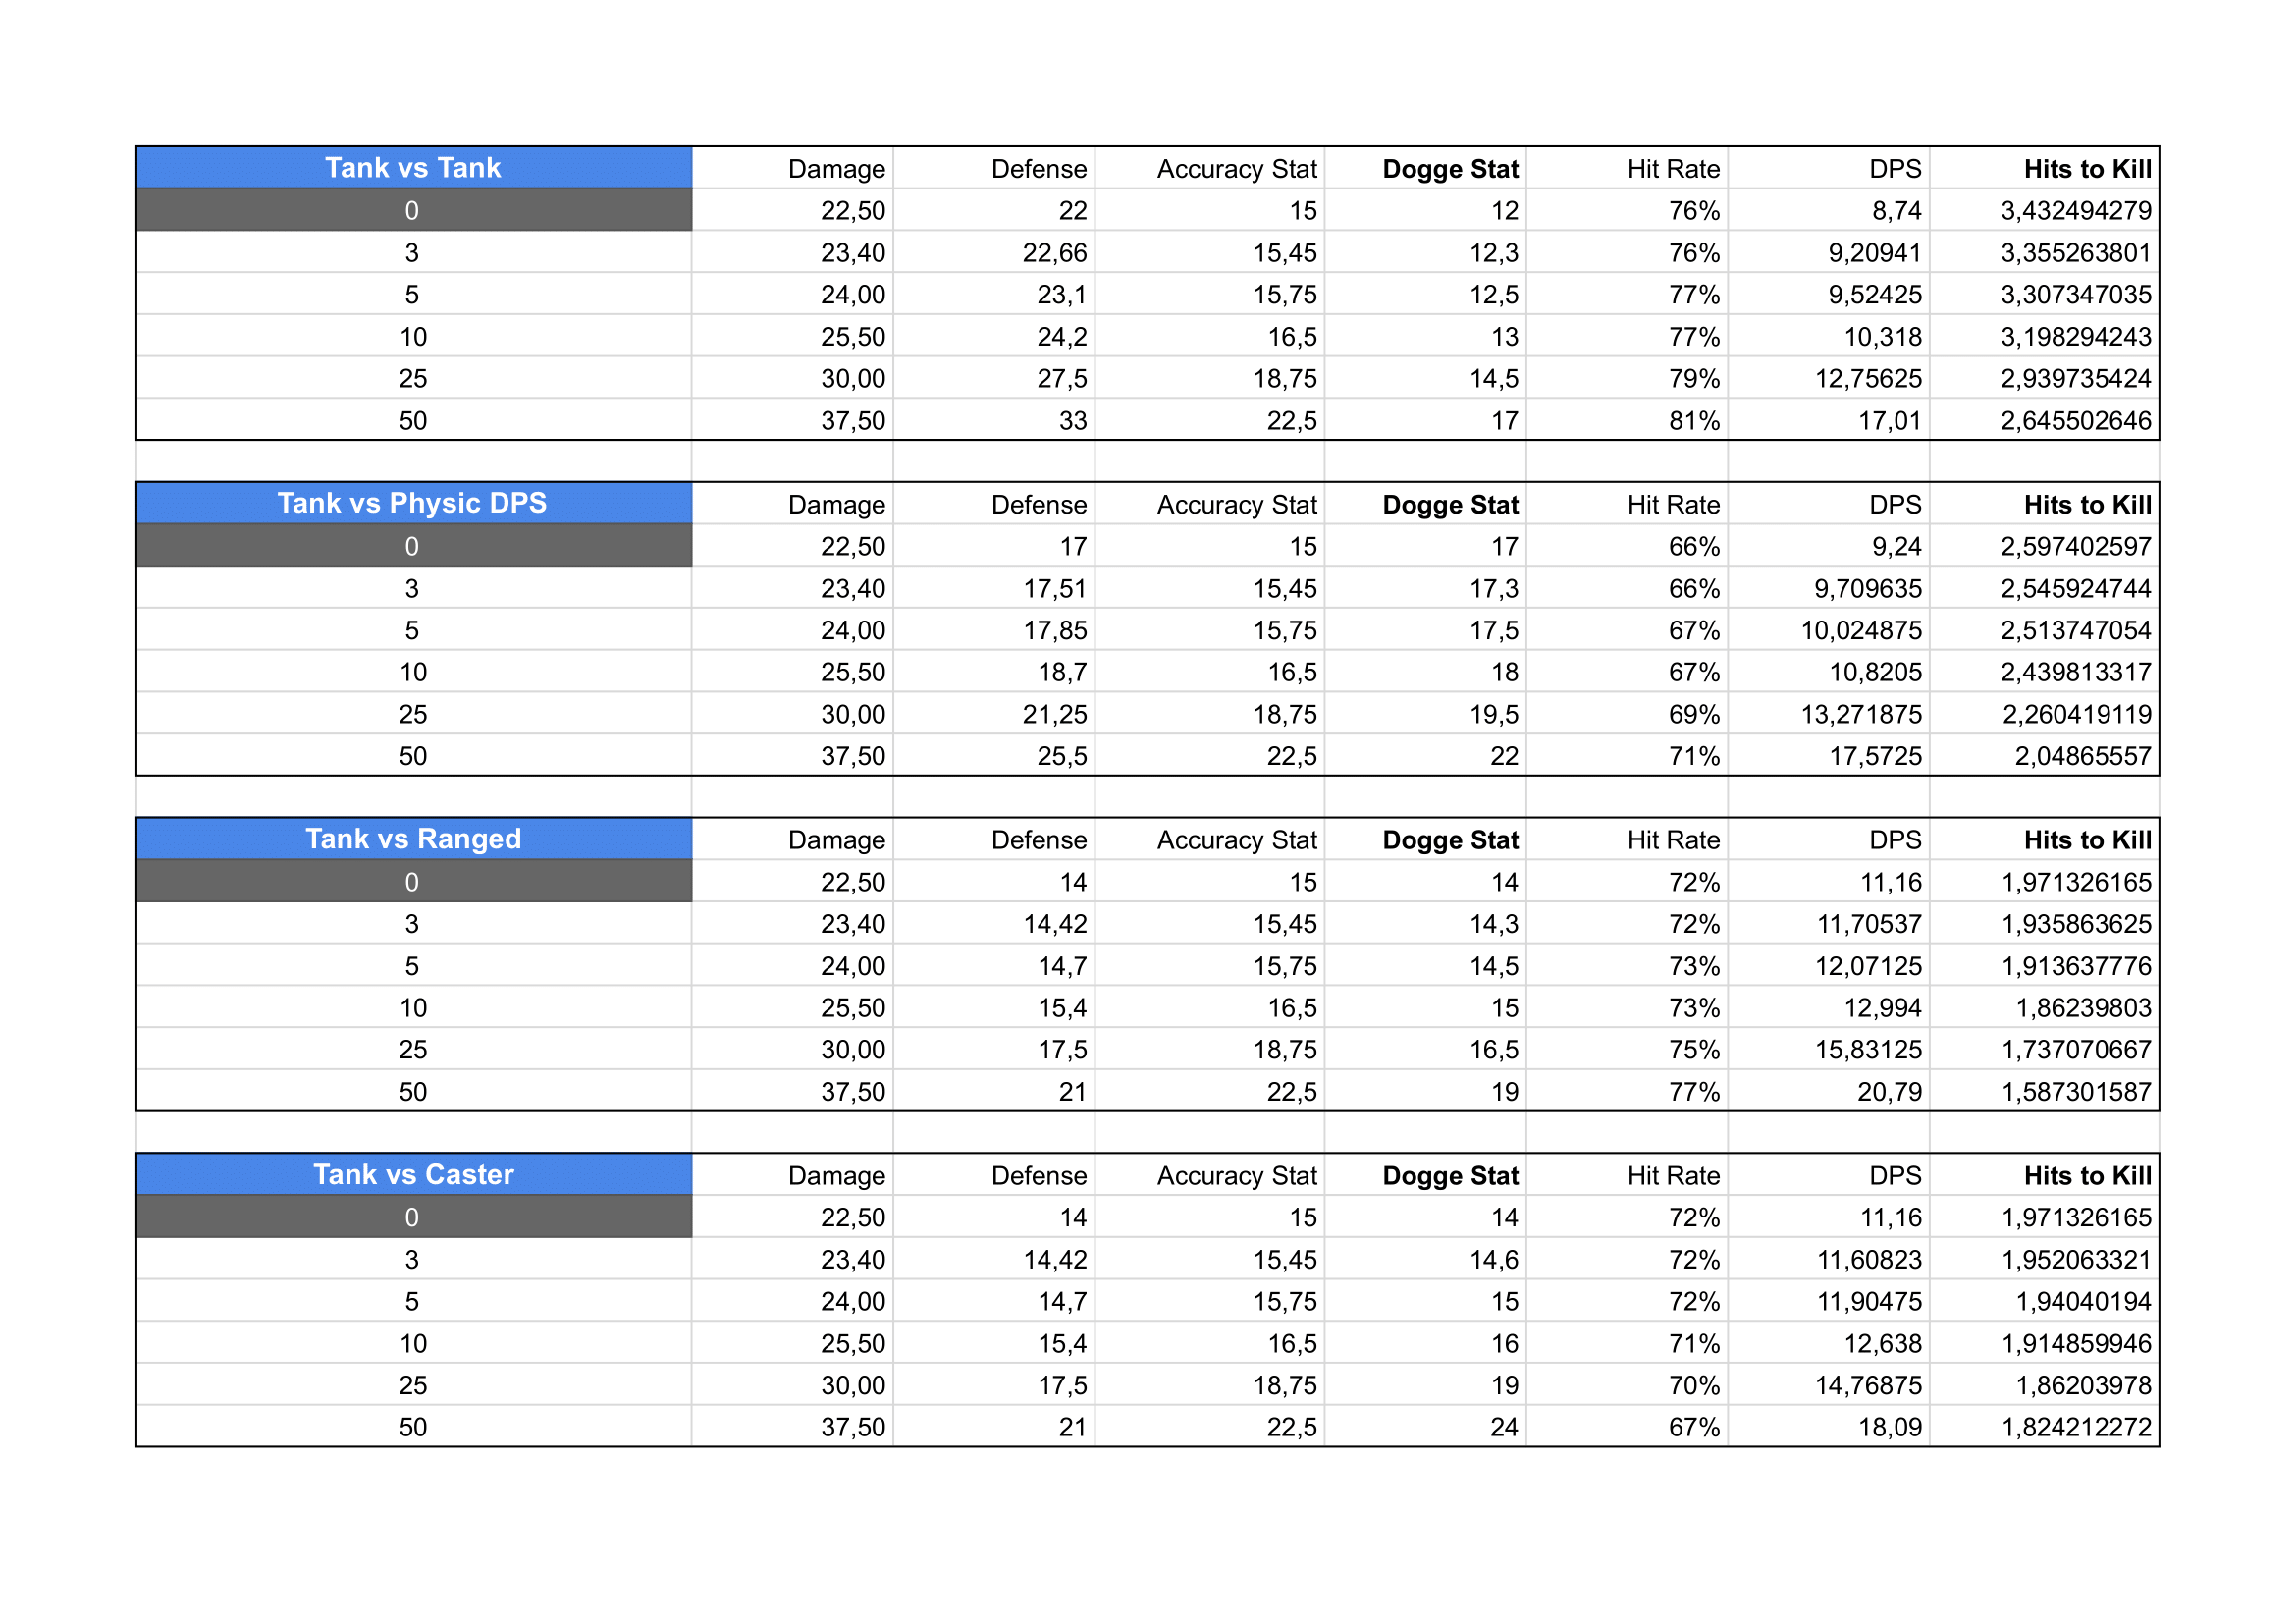 Tank vs Tank Damage Defense Accuracy Stat Dogge Stat Hit Rate DPS Hits to Kill
0 22,50 22 15 12 76% 8,74 3,432494279
3 23,40 22,66 15,45 12,3 76% 9,20941 3,355263801
5 24,00 23,1 15,75 12,5 77% 9,52425 3,307347035
10 25,50 24,2 16,5 13 77% 10,318 3,198294243
25 30,00 27,5 18,75 14,5 79% 12,75625 2,939735424
50 37,50 33 22,5 17 81% 17,01 2,645502646
Tank vs Physic DPS Damage Defense Accuracy Stat Dogge Stat Hit Rate DPS Hits to Kill
0 22,50 17 15 17 66% 9,24 2,597402597
3 23,40 17,51 15,45 17,3 66% 9,709635 2,545924744
5 24,00 17,85 15,75 17,5 67% 10,024875 2,513747054
10 25,50 18,7 16,5 18 67% 10,8205 2,439813317
25 30,00 21,25 18,75 19,5 69% 13,271875 2,260419119
50 37,50 25,5 22,5 22 71% 17,5725 2,04865557
Tank vs Ranged Damage Defense Accuracy Stat Dogge Stat Hit Rate DPS Hits to Kill
0 22,50 14 15 14 72% 11,16 1,971326165
3 23,40 14,42 15,45 14,3 72% 11,70537 1,935863625
5 24,00 14,7 15,75 14,5 73% 12,07125 1,913637776
10 25,50 15,4 16,5 15 73% 12,994 1,86239803
25 30,00 17,5 18,75 16,5 75% 15,83125 1,737070667
50 37,50 21 22,5 19 77% 20,79 1,587301587
Tank vs Caster Damage Defense Accuracy Stat Dogge Stat Hit Rate DPS Hits to Kill
0 22,50 14 15 14 72% 11,16 1,971326165
3 23,40 14,42 15,45 14,6 72% 11,60823 1,952063321
5 24,00 14,7 15,75 15 72% 11,90475 1,94040194
10 25,50 15,4 16,5 16 71% 12,638 1,914859946
25 30,00 17,5 18,75 19 70% 14,76875 1,86203978
50 37,50 21 22,5 24 67% 18,09 1,824212272